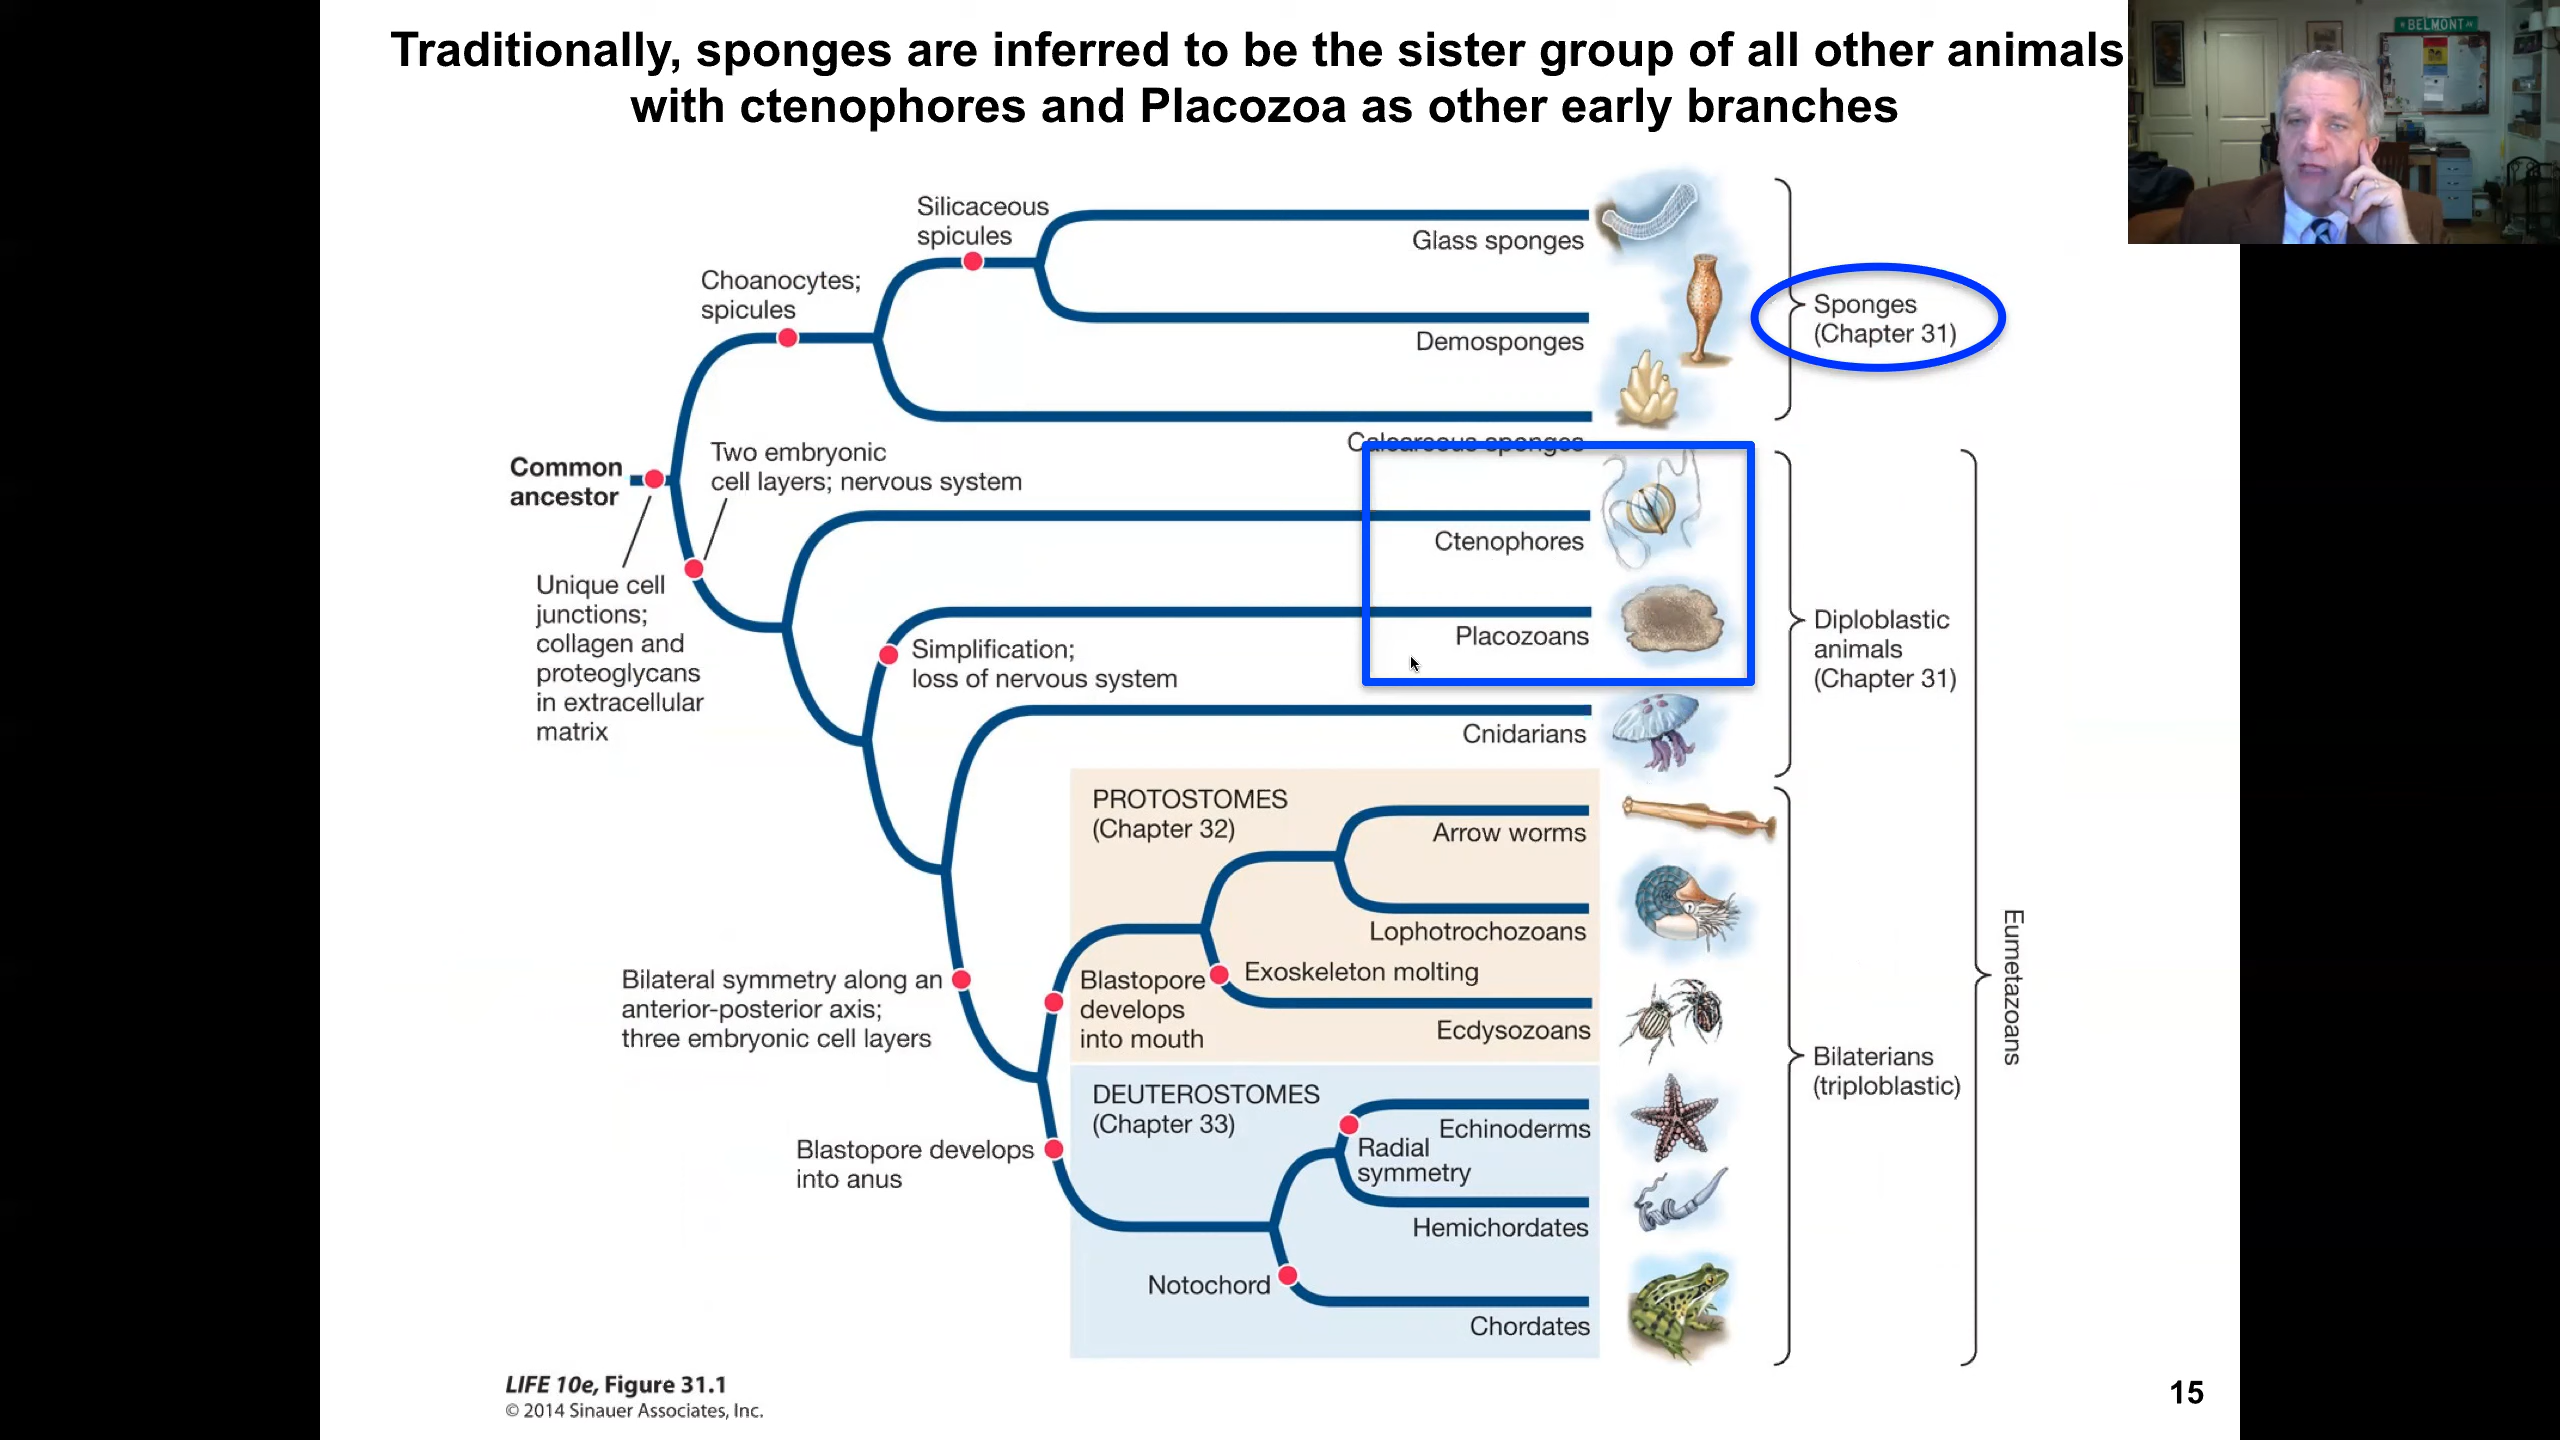 Traditionally, sponges are inferred to be the sister group of all other animals
with ctenophores and Placozoa as other early branches
BELMONT AV
Silicaceous
spicules
Glass sponges
Choanocytes;
spicules
Demosponges
Sponges
(Chapter 31)
Calcareous sponges
Two embryonic
cell layers; nervous system
Common
ancestor
Ctenophores
Unique cell
junctions;
collagen and
proteoglycans
in extracellular
matrix
Placozoans
Simplification;
loss of nervous system
Diploblastic
animals
(Chapter 31)
Cnidarians
PROTOSTOMES
(Chapter 32)
Arrow worms
Lophotrochozoans
Bilateral symmetry along an
anterior-posterior axis;
three embryonic cell layers
Blastopore
develops
into mouth
Exoskeleton molting
Ecdysozoans
Eumetazoans
Bilaterians
(triploblastic)
DEUTEROSTOMES
(Chapter 33)
Echinoderms
Radial
symmetry
Blastopore develops
into anus
Hemichordates
Notochord
Chordates
LIFE 10e, Figure 31.1
© 2014 Sinauer Associates, Inc.
15